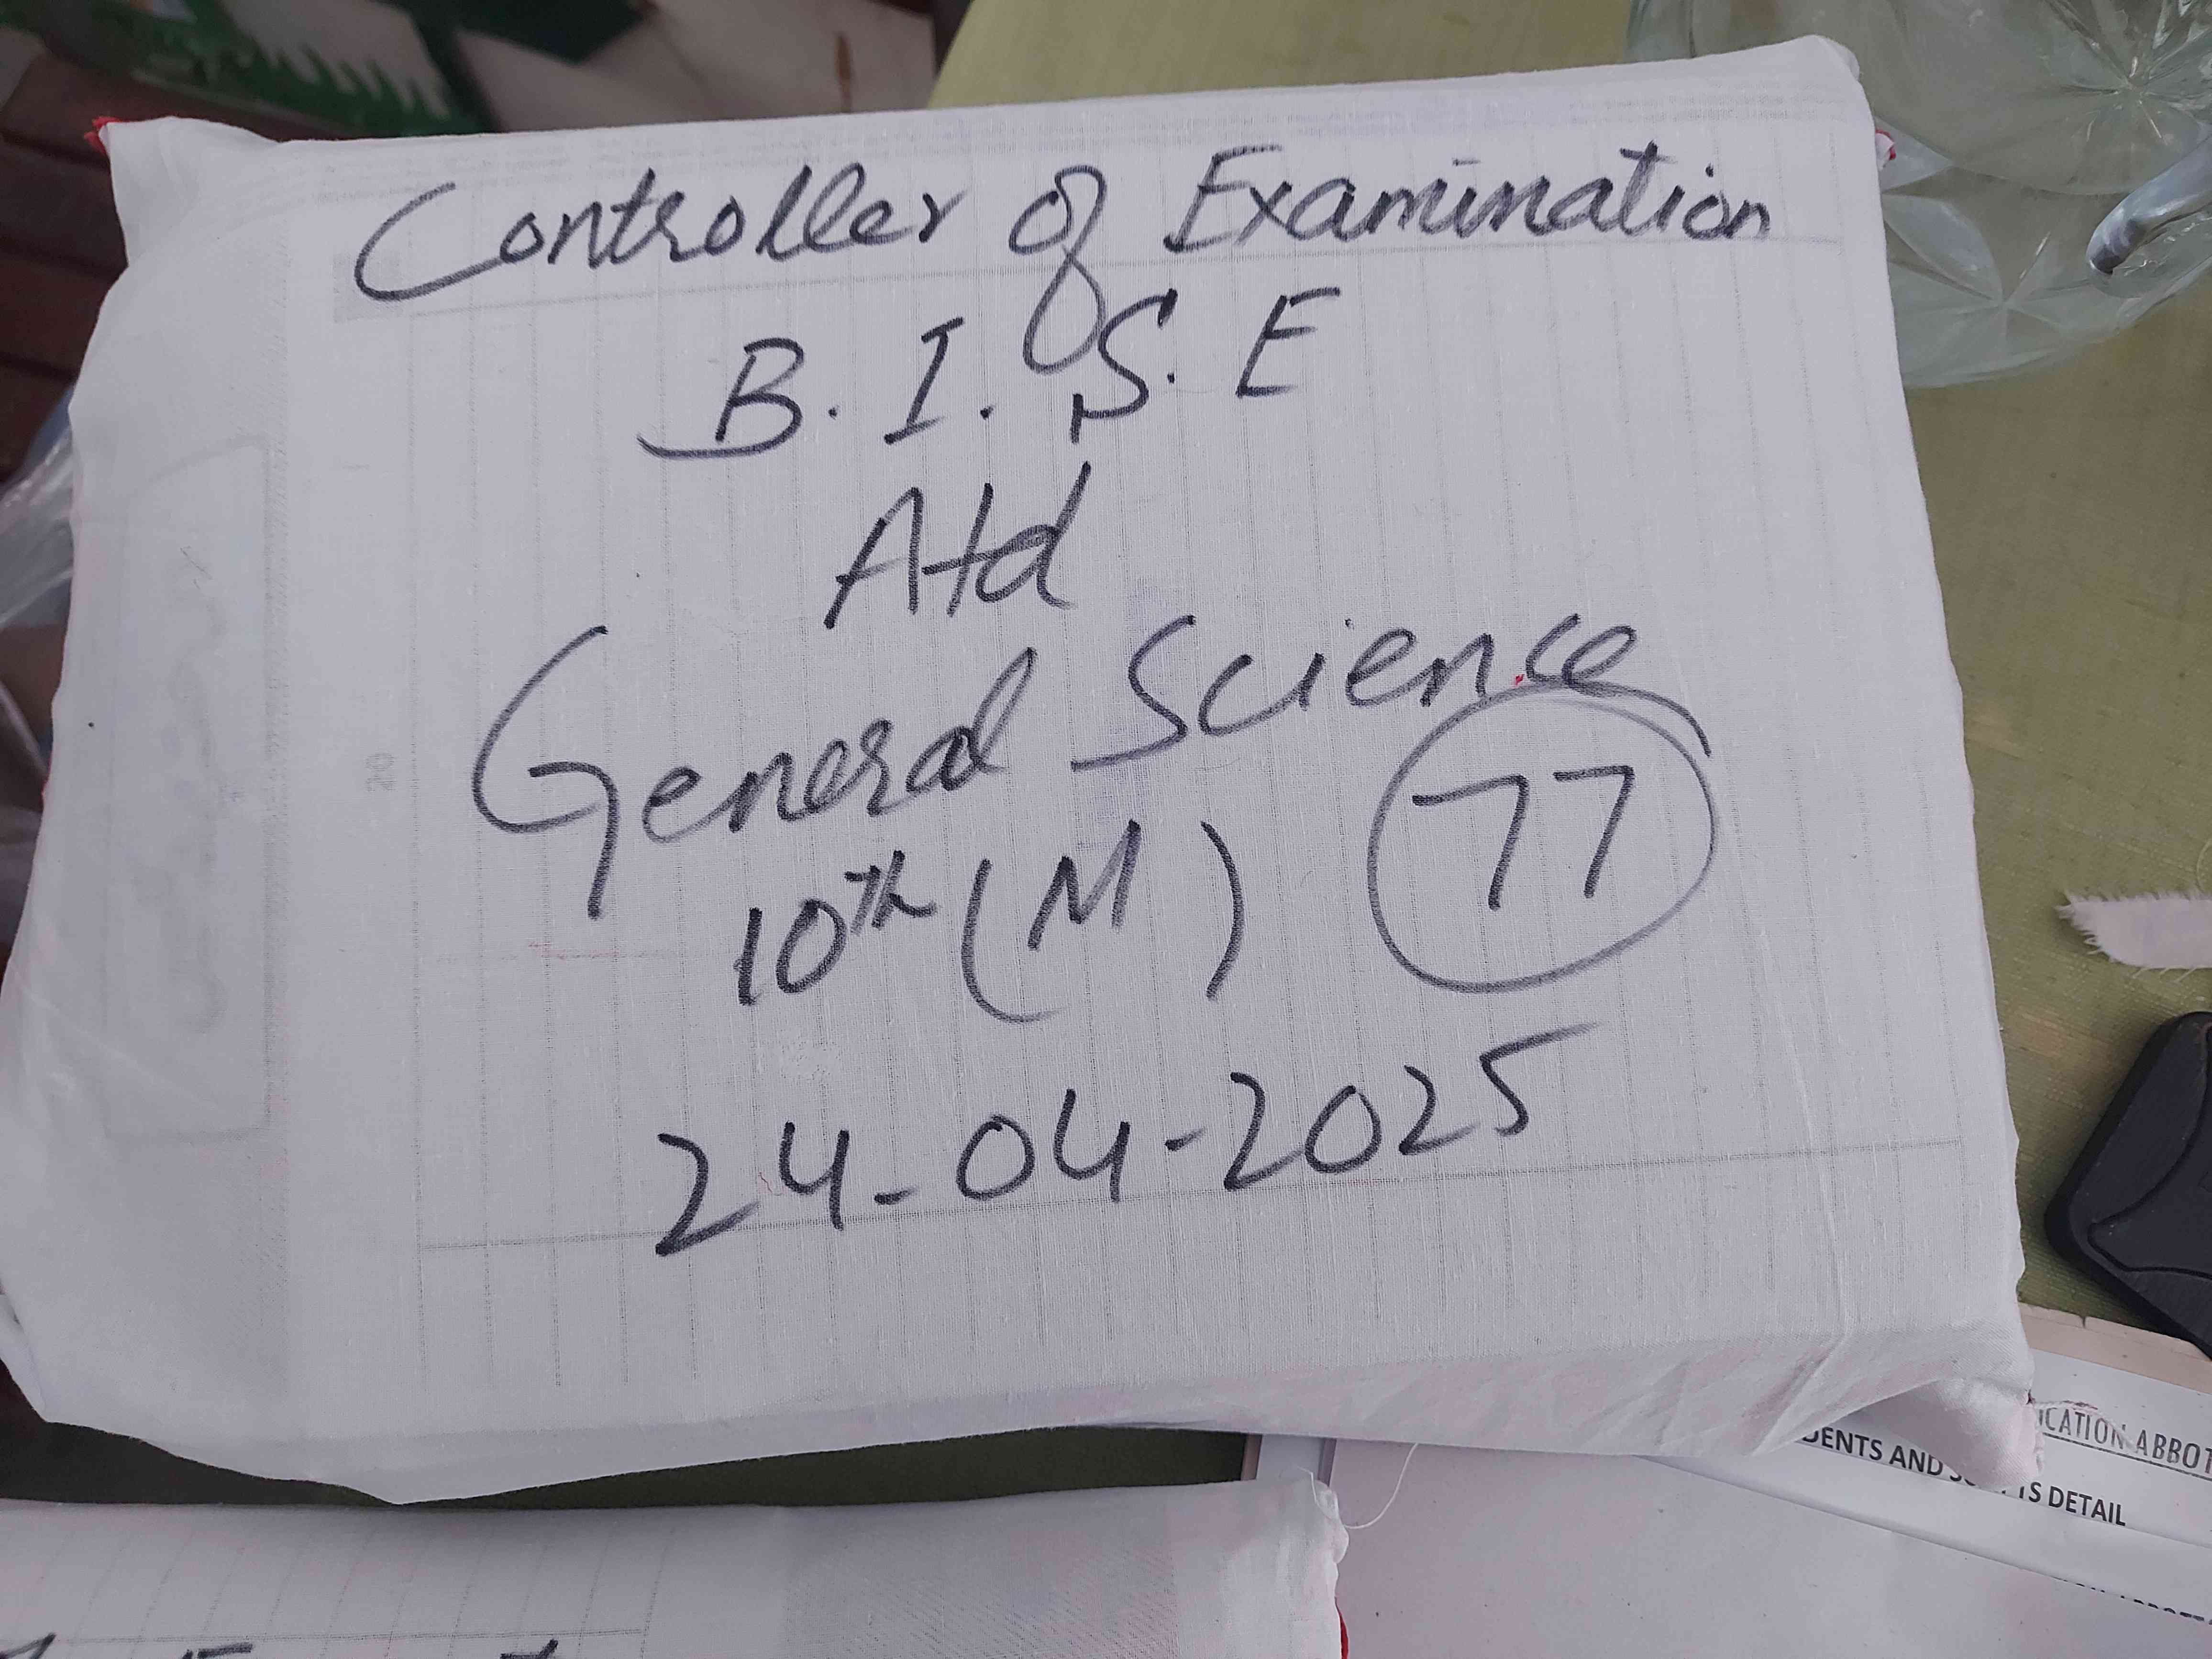 Controller of Examination
B. I. S. E
Atd
General Science
10th (M) 77
24-04-2025
ICATION ABBOT
DENTS AND
TS DETAIL